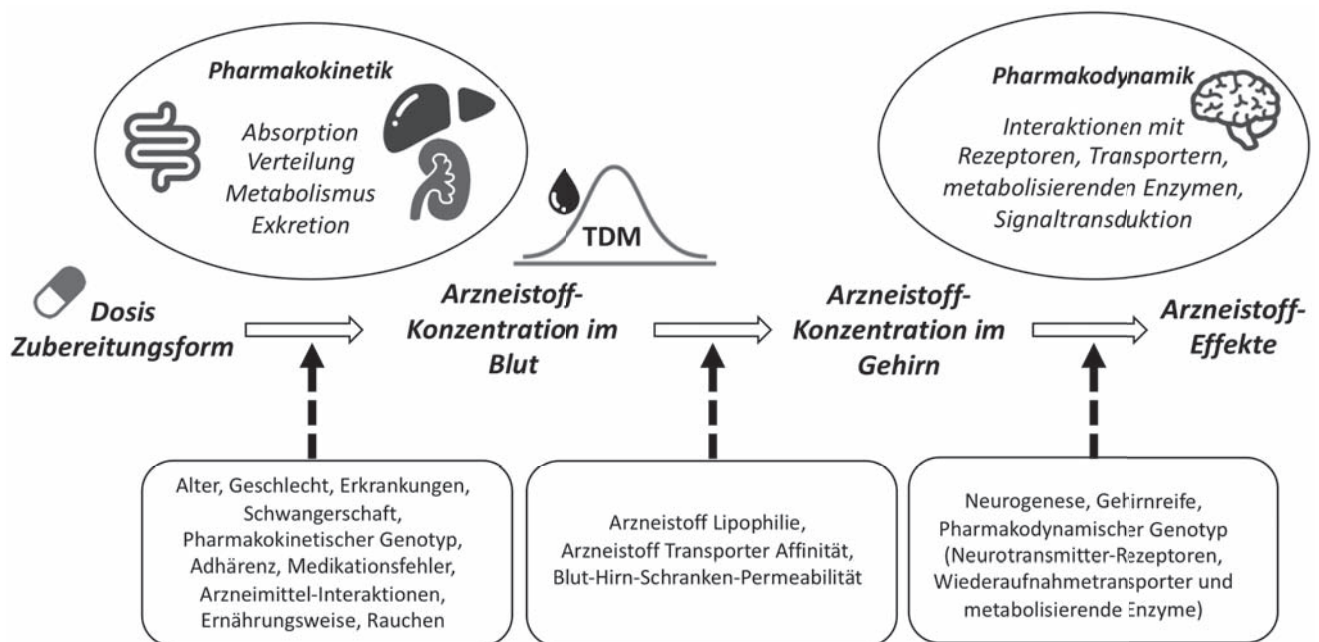 Pharmakokinetik
Absorption
Verteilung
Metabolismus
Exkretion
TDM
Pharmakodynamik
Interaktionen mit
Rezeptoren, Transportern,
metabolisierenden Enzymen,
Signaltransduktion
Dosis
Zubereitungsform
Arzneistoff-
Konzentration im
Blut
Arzneistoff-
Konzentration im
Gehirn
Arzneistoff-
Effekte
Alter, Geschlecht, Erkrankungen,
Schwangerschaft,
Pharmakokinetischer Genotyp,
Adhärenz, Medikationsfehler,
Arzneimittel-Interaktionen,
Ernährungsweise, Rauchen
Arzneistoff Lipophilie,
Arzneistoff Transporter Affinität,
Blut-Hirn-Schranken-Permeabilität
Neurogenese, Gehirnreife,
Pharmakodynamischer Genotyp
(Neurotransmitter-Rezeptoren,
Wiederaufnahmetransporter und
metabolisierende Enzyme)